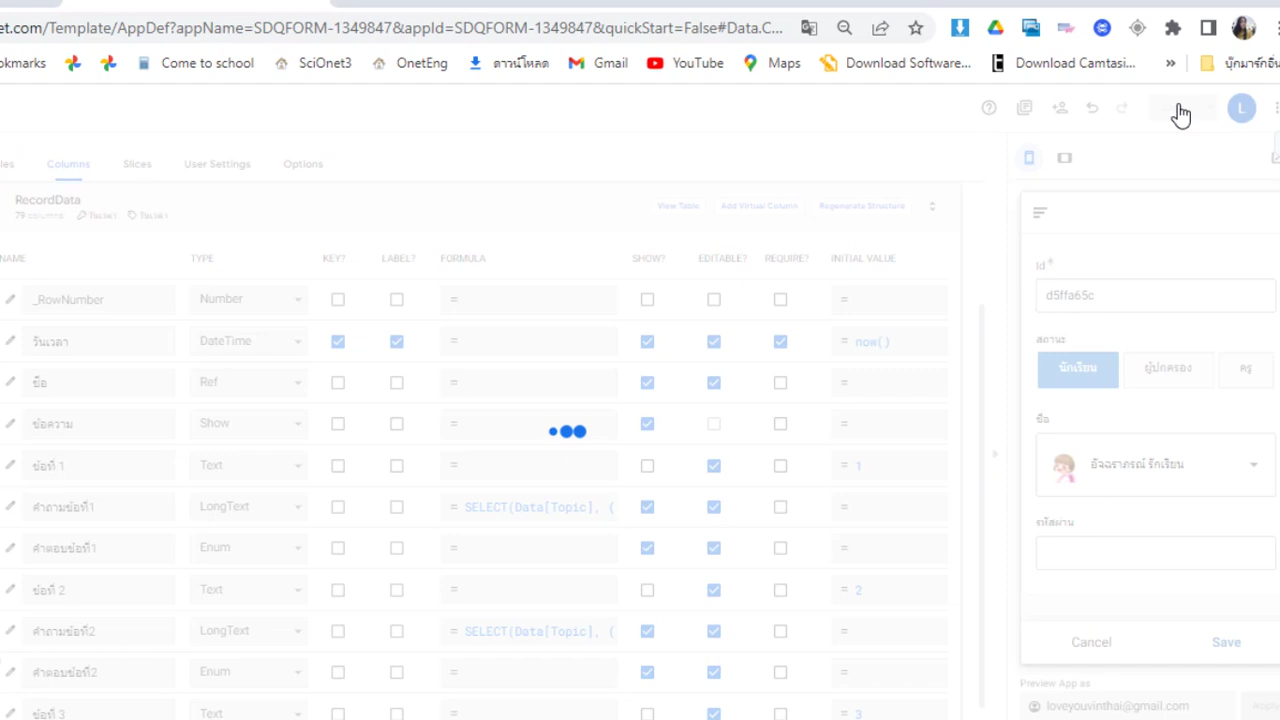 et.com/Template/AppDef?appName=SDQFORM-1349847&appId=SDQFORM-1349847&quickStart=False#Data.C...
okmarks Come to school SciOnet3 OnetEng ดาวน์โหลด Gmail YouTube Maps Download Software... Download Camtasi... » บุ๊กมาร์กอื่น
L
les Columns Slices User Settings Options
RecordData
79 columns
View Table Add Virtual Column Regenerate Structure
NAME TYPE KEY? LABEL? FORMULA SHOW? EDITABLE? REQUIRE? INITIAL VALUE
_RowNumber Number = =
วันเวลา DateTime = = now()
ชื่อ Ref = =
ข้อความ Show = =
ข้อที่ 1 Text = = 1
คำถามข้อที่1 LongText = SELECT(Data[Topic], ( =
คำตอบข้อที่1 Enum = =
ข้อที่ 2 Text = = 2
คำถามข้อที่2 LongText = SELECT(Data[Topic], ( =
คำตอบข้อที่2 Enum = =
ข้อที่ 3 Text = = 3
Id*
d5ffa65c
สถานะ
นักเรียน ผู้ปกครอง ครู
ชื่อ
อัจฉราภรณ์ รักเรียน
รหัสผ่าน
Cancel Save
Preview App as
loveyouvinthai@gmail.com Apply